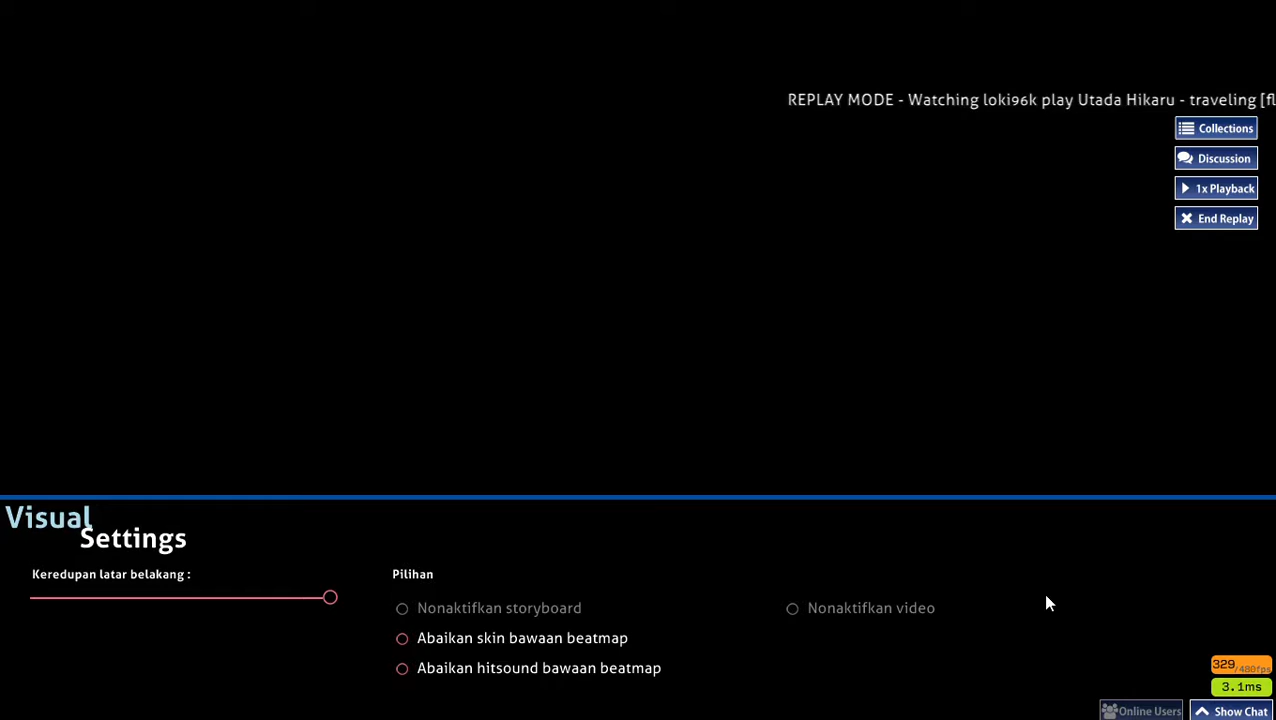 REPLAY MODE - Watching loki96k play Utada Hikaru - traveling [fl
Collections
Discussion
1x Playback
End Replay
Visual
Settings
Keredupan latar belakang :
Pilihan
Nonaktifkan storyboard
Nonaktifkan video
Abaikan skin bawaan beatmap
Abaikan hitsound bawaan beatmap
329/480fps
3.1ms
Online Users
Show Chat